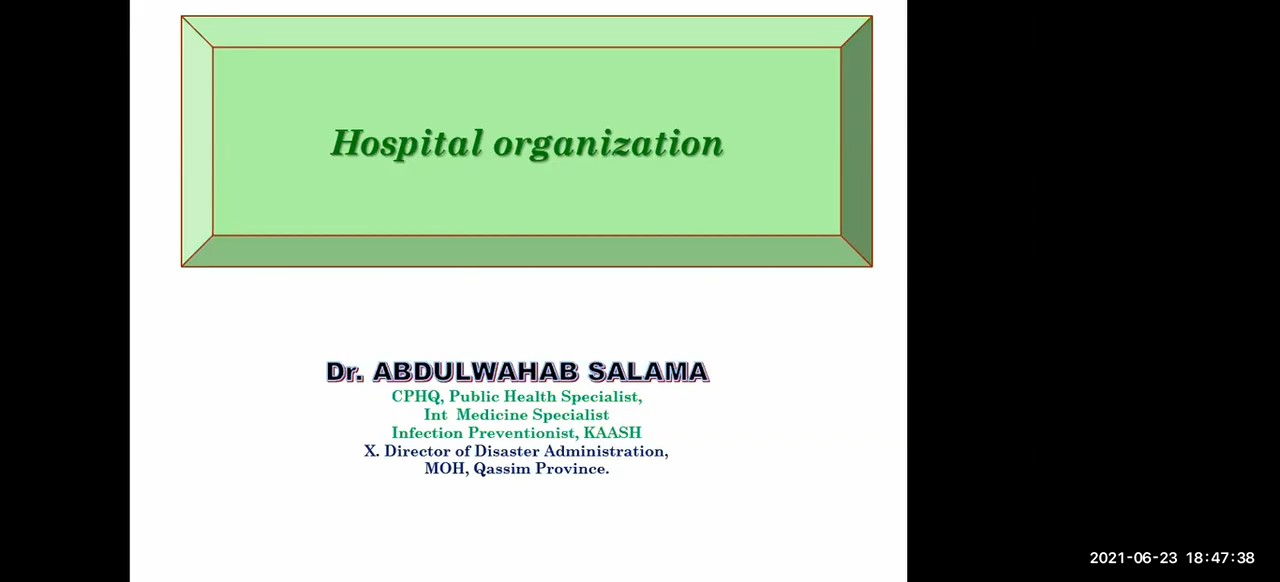 Hospital organization
Dr. ABDULWAHAB SALAMA
CPHQ, Public Health Specialist,
Int  Medicine Specialist
Infection Preventionist, KAASH
X. Director of Disaster Administration,
MOH, Qassim Province.
2021-06-23  18:47:38